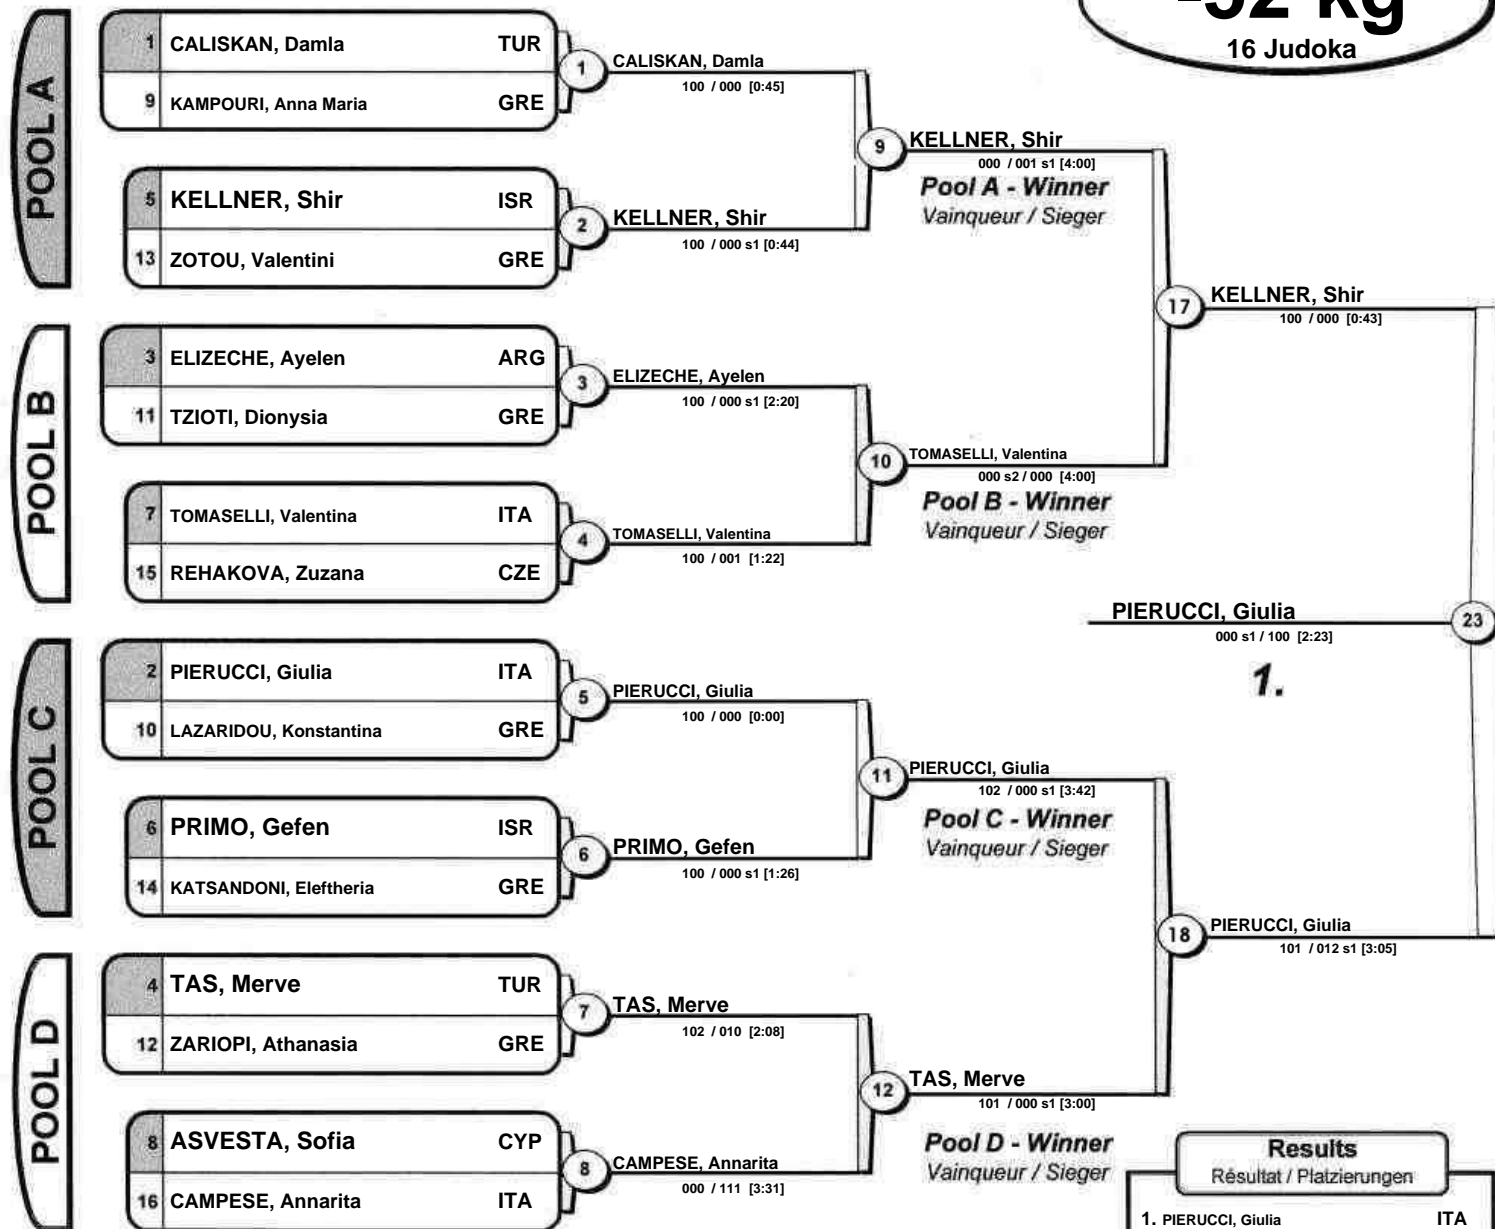 -52 kg
16 Judoka
POOL A
1 CALISKAN, Damla TUR
9 KAMPOURI, Anna Maria GRE
1 CALISKAN, Damla
100 / 000 [0:45]
5 KELLNER, Shir ISR
13 ZOTOU, Valentini GRE
2 KELLNER, Shir
100 / 000 s1 [0:44]
9 KELLNER, Shir
000 / 001 s1 [4:00]
Pool A - Winner
Vainqueur / Sieger
POOL B
3 ELIZECHE, Ayelen ARG
11 TZIOTI, Dionysia GRE
3 ELIZECHE, Ayelen
100 / 000 s1 [2:20]
7 TOMASELLI, Valentina ITA
15 REHAKOVA, Zuzana CZE
4 TOMASELLI, Valentina
100 / 001 [1:22]
10 TOMASELLI, Valentina
000 s2 / 000 [4:00]
Pool B - Winner
Vainqueur / Sieger
17 KELLNER, Shir
100 / 000 [0:43]
PIERUCCI, Giulia 23
000 s1 / 100 [2:23]
1.
POOL C
2 PIERUCCI, Giulia ITA
10 LAZARIDOU, Konstantina GRE
5 PIERUCCI, Giulia
100 / 000 [0:00]
6 PRIMO, Gefen ISR
14 KATSANDONI, Eleftheria GRE
6 PRIMO, Gefen
100 / 000 s1 [1:26]
11 PIERUCCI, Giulia
102 / 000 s1 [3:42]
Pool C - Winner
Vainqueur / Sieger
POOL D
4 TAS, Merve TUR
12 ZARIOPI, Athanasia GRE
7 TAS, Merve
102 / 010 [2:08]
8 ASVESTA, Sofia CYP
16 CAMPESE, Annarita ITA
8 CAMPESE, Annarita
000 / 111 [3:31]
12 TAS, Merve
101 / 000 s1 [3:00]
Pool D - Winner
Vainqueur / Sieger
18 PIERUCCI, Giulia
101 / 012 s1 [3:05]
Results
Résultat / Platzierungen
1. PIERUCCI, Giulia ITA